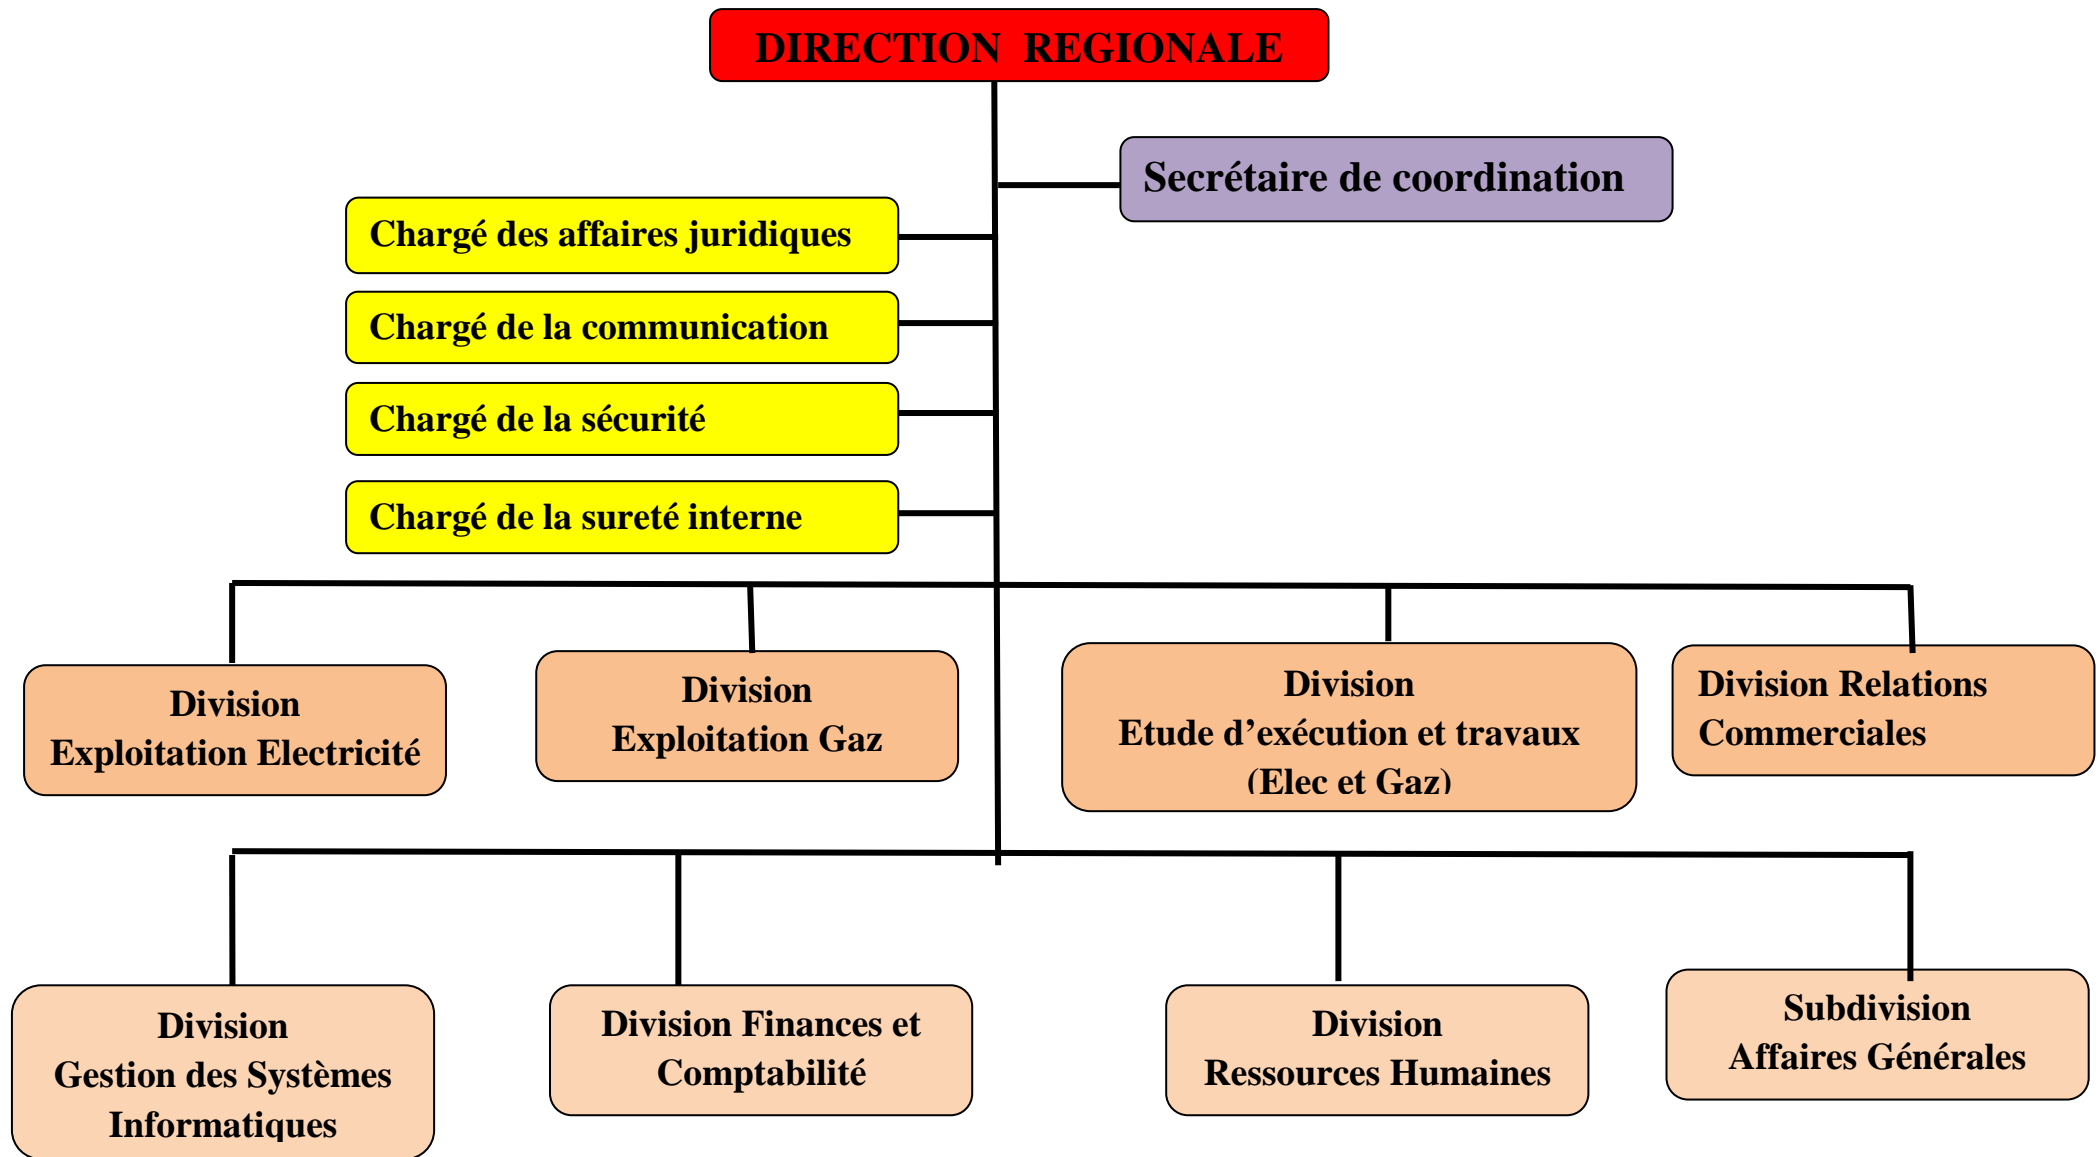 DIRECTION REGIONALE
Secrétaire de coordination
Chargé des affaires juridiques
Chargé de la communication
Chargé de la sécurité
Chargé de la sureté interne
Division
Exploitation Electricité
Division
Exploitation Gaz
Division
Etude d’exécution et travaux
(Elec et Gaz)
Division Relations
Commerciales
Division
Gestion des Systèmes
Informatiques
Division Finances et
Comptabilité
Division
Ressources Humaines
Subdivision
Affaires Générales